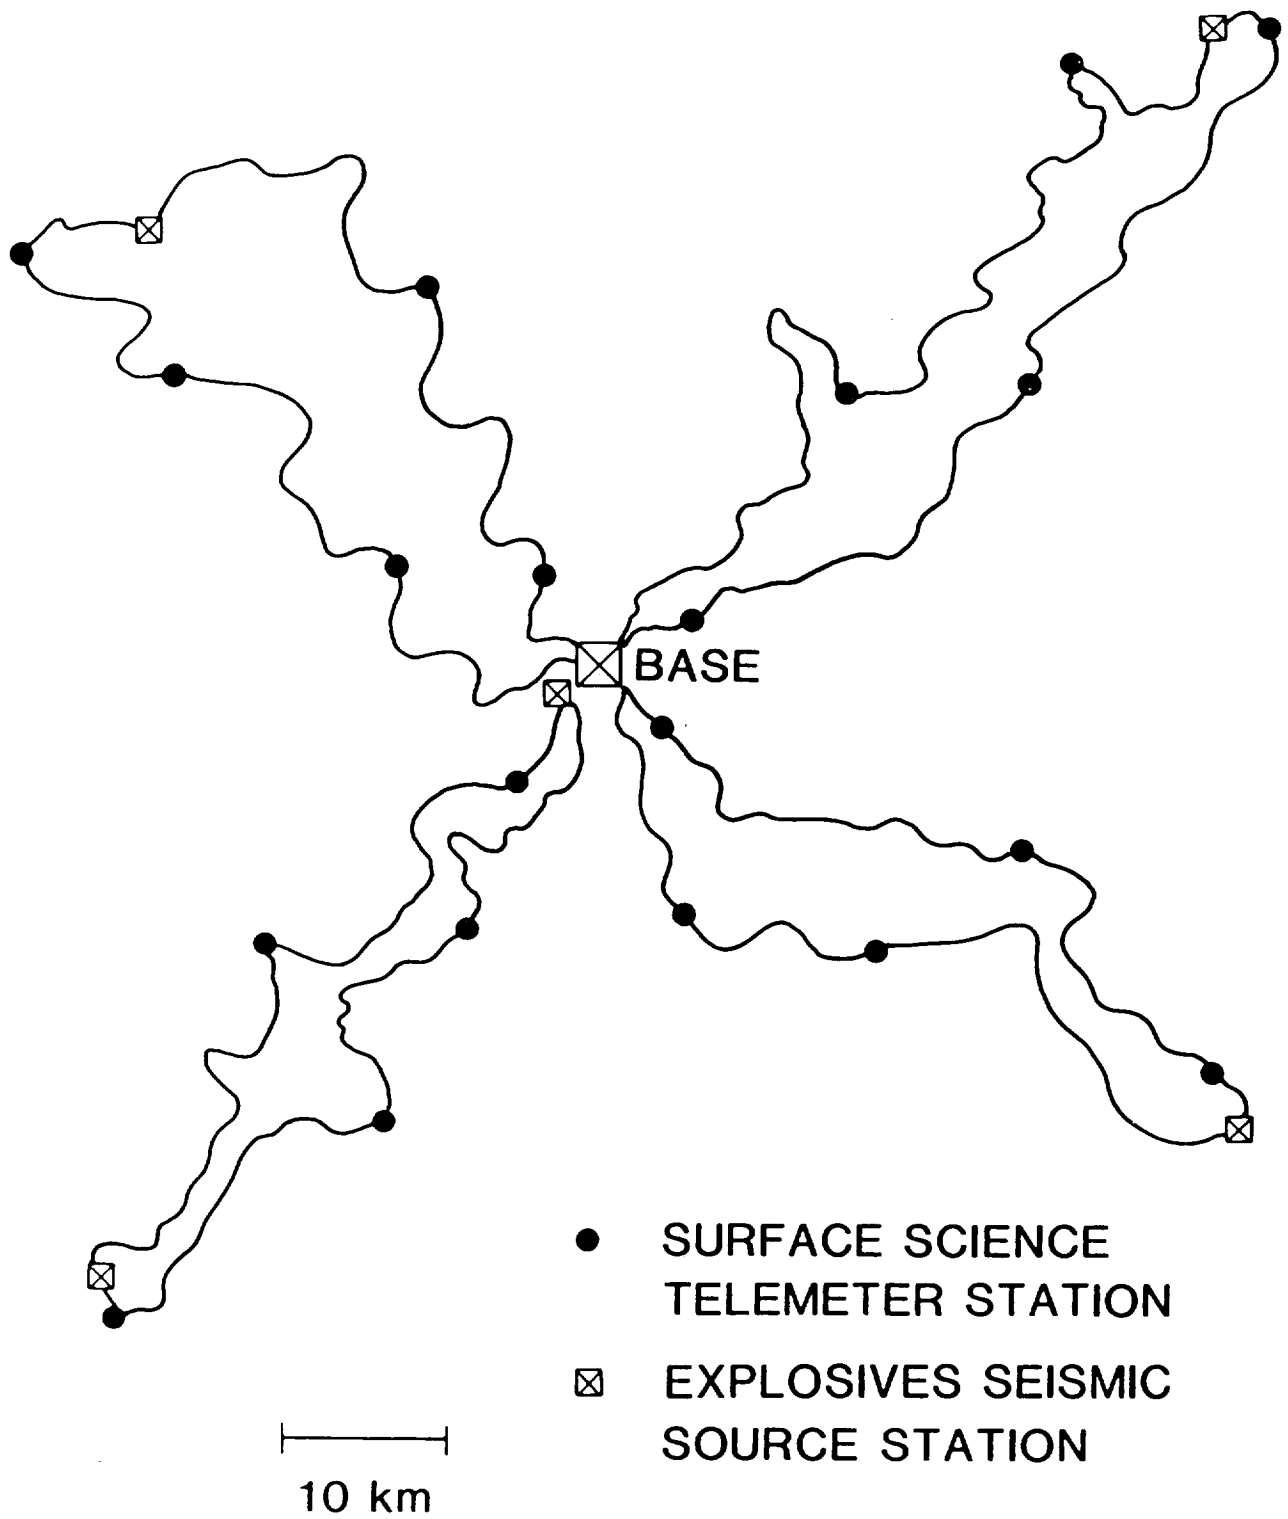 BASE
SURFACE SCIENCE
TELEMETER STATION
EXPLOSIVES SEISMIC
SOURCE STATION
10 km